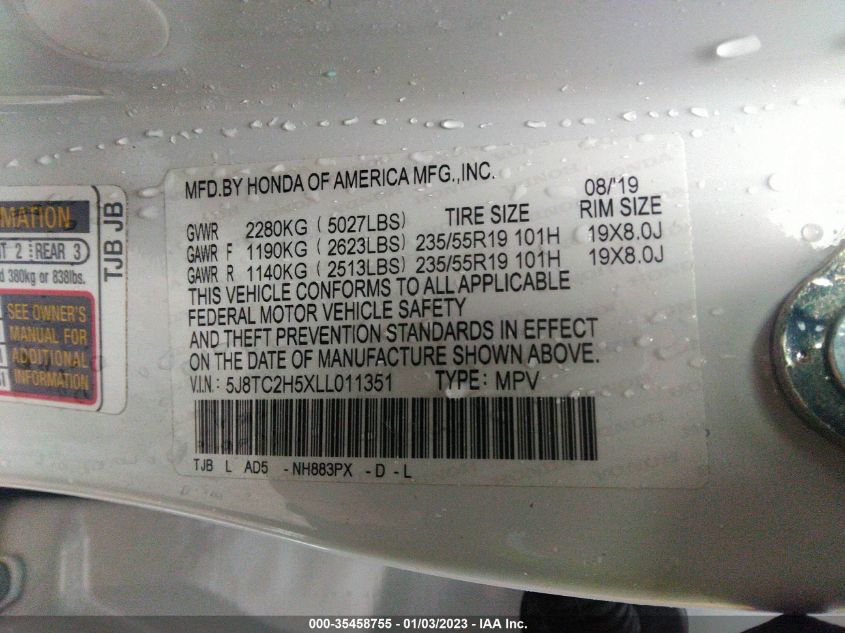 MFD.BY HONDA OF AMERICA MFG.,INC. 08/'19
GVWR 2280KG ( 5027LBS) TIRE SIZE RIM SIZE
GAWR F 1190KG ( 2623LBS) 235/55R19 101H 19X8.0J
GAWR R 1140KG ( 2513LBS) 235/55R19 101H 19X8.0J
THIS VEHICLE CONFORMS TO ALL APPLICABLE
FEDERAL MOTOR VEHICLE SAFETY
AND THEFT PREVENTION STANDARDS IN EFFECT
ON THE DATE OF MANUFACTURE SHOWN ABOVE.
V.I.N.: 5J8TC2H5XLL011351 TYPE: MPV
TJB L AD5 -NH883PX -D -L
2 REAR 3
380kg or 838lbs.
SEE OWNER'S
MANUAL FOR
ADDITIONAL
INFORMATION
TJB JB
000-35458755 - 01/03/2023 - IAA Inc.